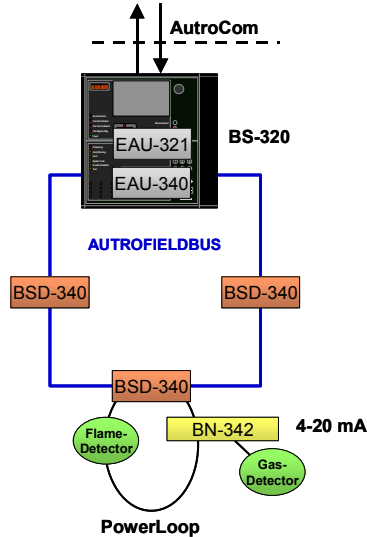 AutroCom
EAU-321
BS-320
EAU-340
AUTROFIELDBUS
BSD-340
BSD-340
BSD-340
Flame-
Detector
BN-342
4-20 mA
Gas-
Detector
PowerLoop